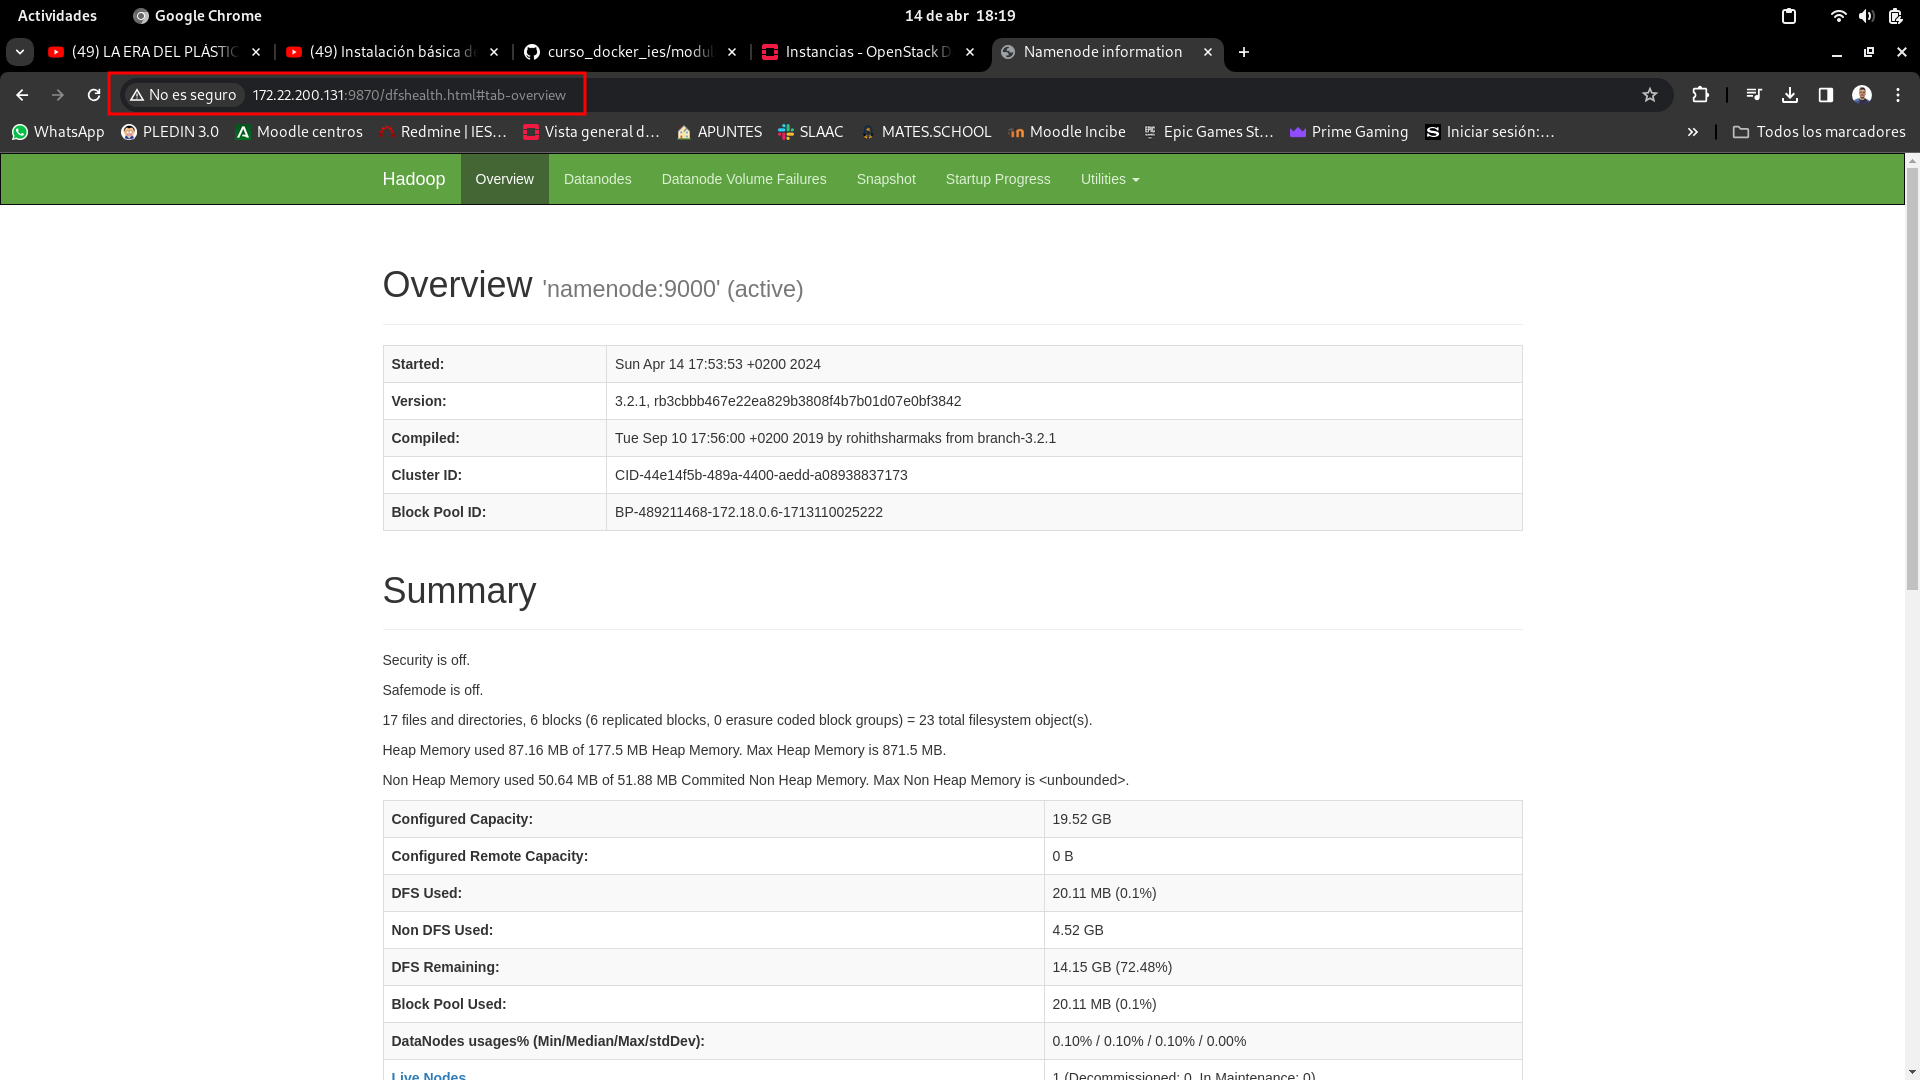 Actividades Google Chrome 14 de abr 18:19
(49) LA ERA DEL PLÁSTIC (49) Instalación básica de curso_docker_ies/modul Instancias - OpenStack D Namenode information
No es seguro 172.22.200.131:9870/dfshealth.html#tab-overview
WhatsApp PLEDIN 3.0 Moodle centros Redmine | IES… Vista general d… APUNTES SLAAC MATES.SCHOOL Moodle Incibe Epic Games St… Prime Gaming Iniciar sesión:… » Todos los marcadores
Hadoop Overview Datanodes Datanode Volume Failures Snapshot Startup Progress Utilities
Overview 'namenode:9000' (active)
Started: Sun Apr 14 17:53:53 +0200 2024
Version: 3.2.1, rb3cbbb467e22ea829b3808f4b7b01d07e0bf3842
Compiled: Tue Sep 10 17:56:00 +0200 2019 by rohithsharmaks from branch-3.2.1
Cluster ID: CID-44e14f5b-489a-4400-aedd-a08938837173
Block Pool ID: BP-489211468-172.18.0.6-1713110025222
Summary
Security is off.
Safemode is off.
17 files and directories, 6 blocks (6 replicated blocks, 0 erasure coded block groups) = 23 total filesystem object(s).
Heap Memory used 87.16 MB of 177.5 MB Heap Memory. Max Heap Memory is 871.5 MB.
Non Heap Memory used 50.64 MB of 51.88 MB Commited Non Heap Memory. Max Non Heap Memory is <unbounded>.
Configured Capacity: 19.52 GB
Configured Remote Capacity: 0 B
DFS Used: 20.11 MB (0.1%)
Non DFS Used: 4.52 GB
DFS Remaining: 14.15 GB (72.48%)
Block Pool Used: 20.11 MB (0.1%)
DataNodes usages% (Min/Median/Max/stdDev): 0.10% / 0.10% / 0.10% / 0.00%
Live Nodes 1 (Decommissioned: 0, In Maintenance: 0)